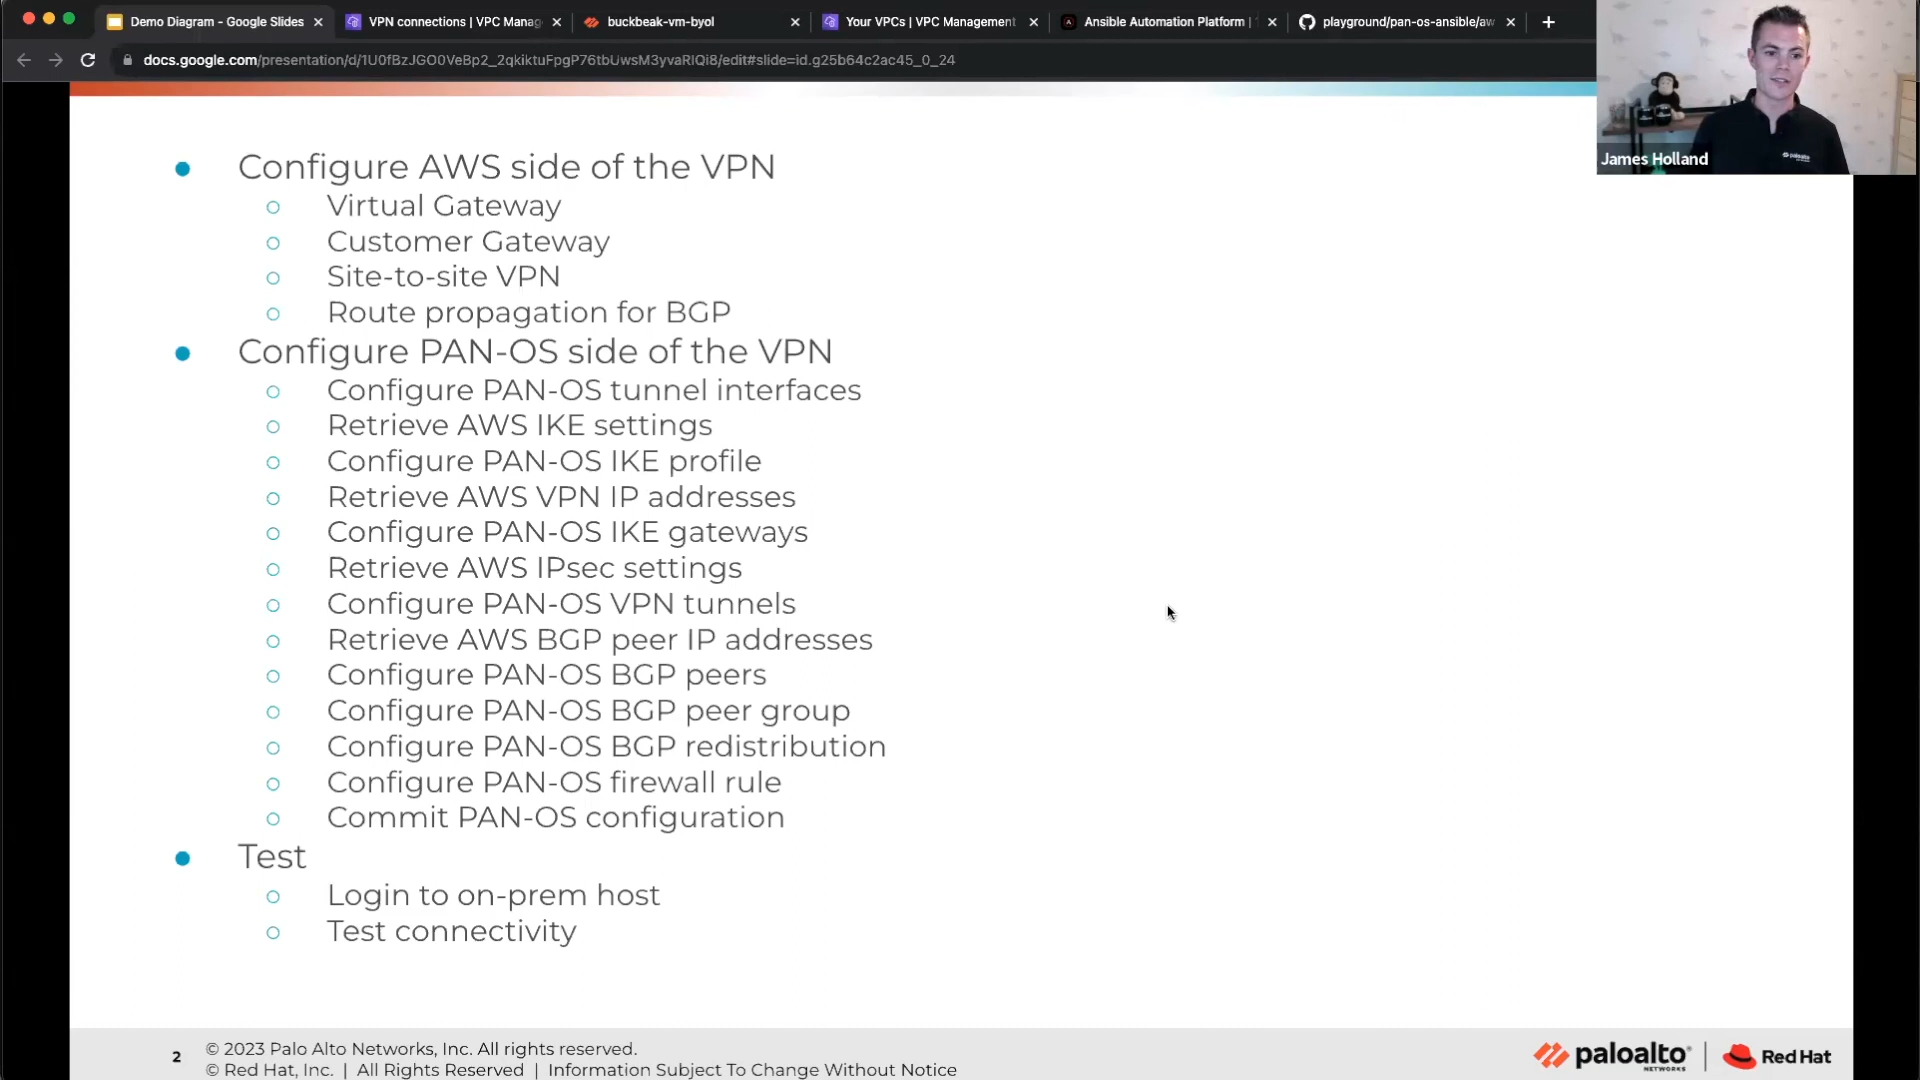 Demo Diagram - Google Slides
VPN connections | VPC Manag
buckbeak-vm-byol
Your VPCs | VPC Management
Ansible Automation Platform |
playground/pan-os-ansible/aw
docs.google.com/presentation/d/1U0fBzJGO0VeBp2_2qkiktuFpgP76tbUwsM3yvaRIQi8/edit#slide=id.g25b64c2ac45_0_24
James Holland
paloalto
Configure AWS side of the VPN
Virtual Gateway
Customer Gateway
Site-to-site VPN
Route propagation for BGP
Configure PAN-OS side of the VPN
Configure PAN-OS tunnel interfaces
Retrieve AWS IKE settings
Configure PAN-OS IKE profile
Retrieve AWS VPN IP addresses
Configure PAN-OS IKE gateways
Retrieve AWS IPsec settings
Configure PAN-OS VPN tunnels
Retrieve AWS BGP peer IP addresses
Configure PAN-OS BGP peers
Configure PAN-OS BGP peer group
Configure PAN-OS BGP redistribution
Configure PAN-OS firewall rule
Commit PAN-OS configuration
Test
Login to on-prem host
Test connectivity
2
© 2023 Palo Alto Networks, Inc. All rights reserved.
© Red Hat, Inc. | All Rights Reserved | Information Subject To Change Without Notice
paloalto
NETWORKS
Red Hat